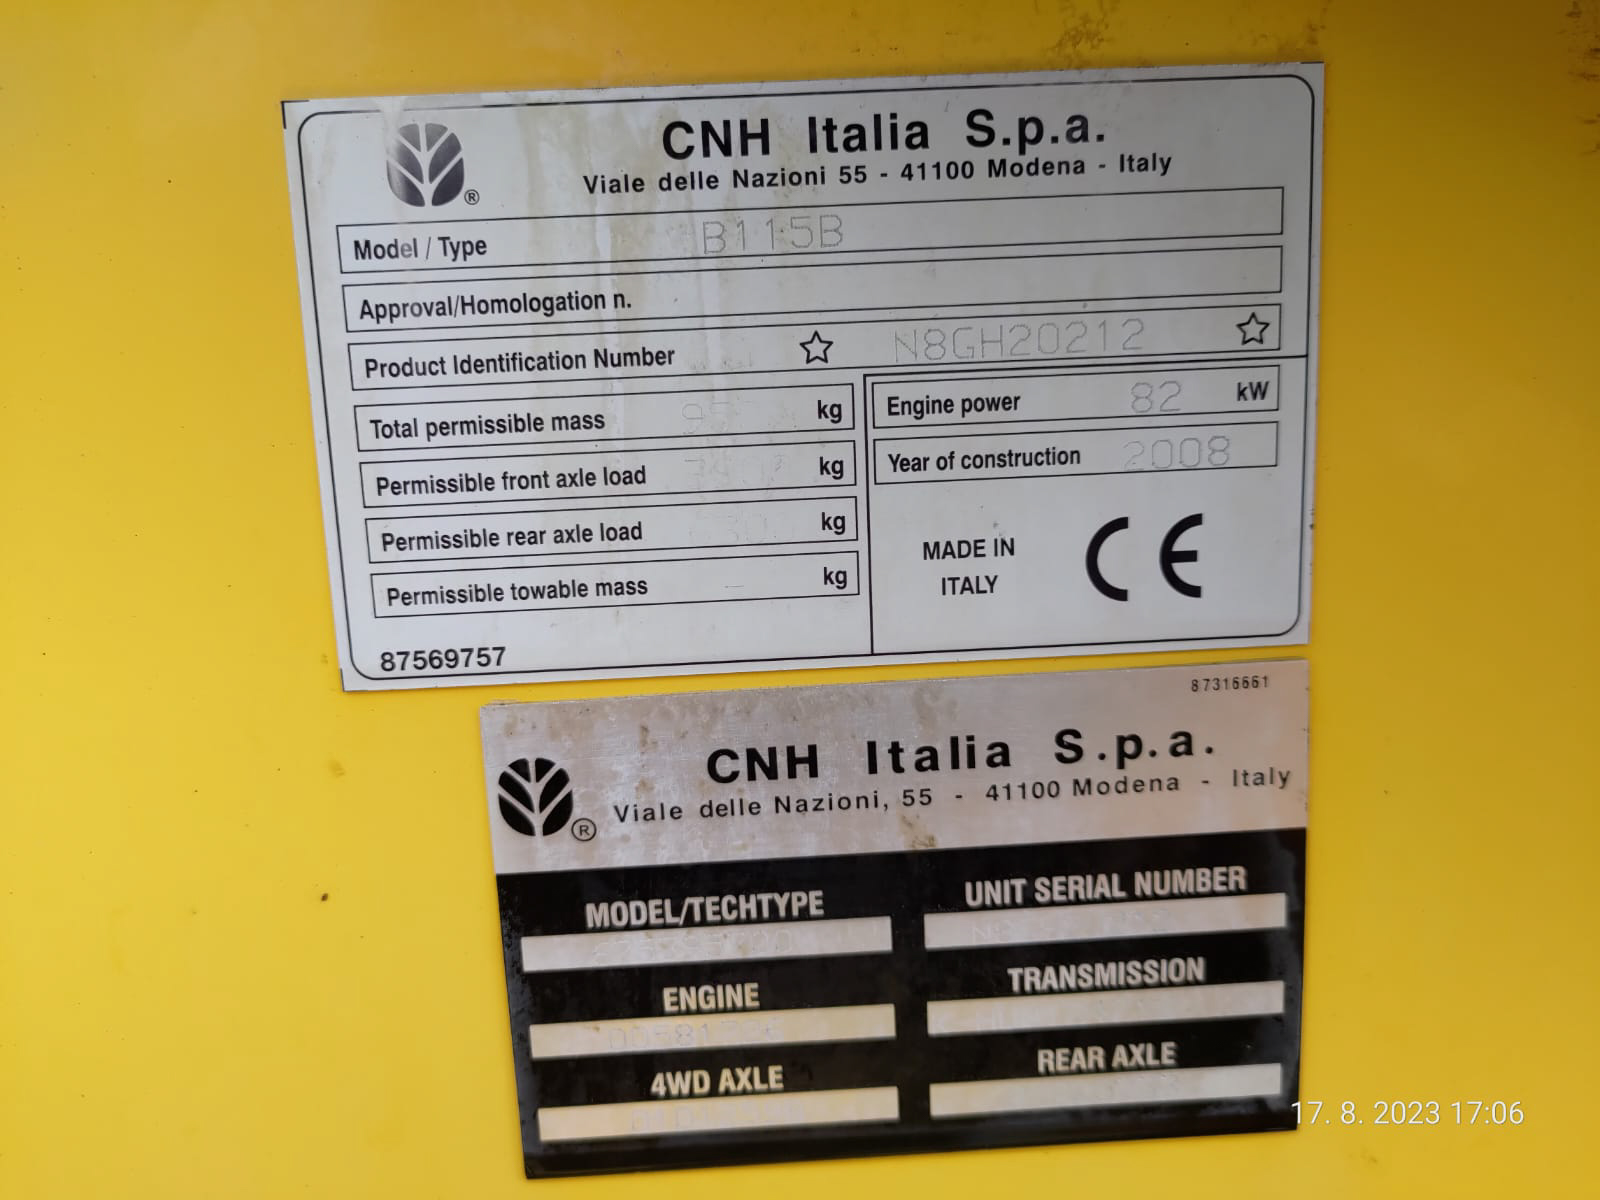 CNH Italia S.p.a.
Viale delle Nazioni 55 - 41100 Modena - Italy
®
Model / Type B115B
Approval/Homologation n.
Product Identification Number ☆ N8GH20212 ☆
Total permissible mass kg
Engine power 82 kW
Permissible front axle load kg
Year of construction 2008
Permissible rear axle load kg
Permissible towable mass — kg
MADE IN
ITALY
CE
87569757
87316661
CNH Italia S.p.a.
Viale delle Nazioni, 55 - 41100 Modena - Italy
®
MODEL/TECHTYPE
UNIT SERIAL NUMBER
ENGINE
TRANSMISSION
4WD AXLE
REAR AXLE
17. 8. 2023 17:06